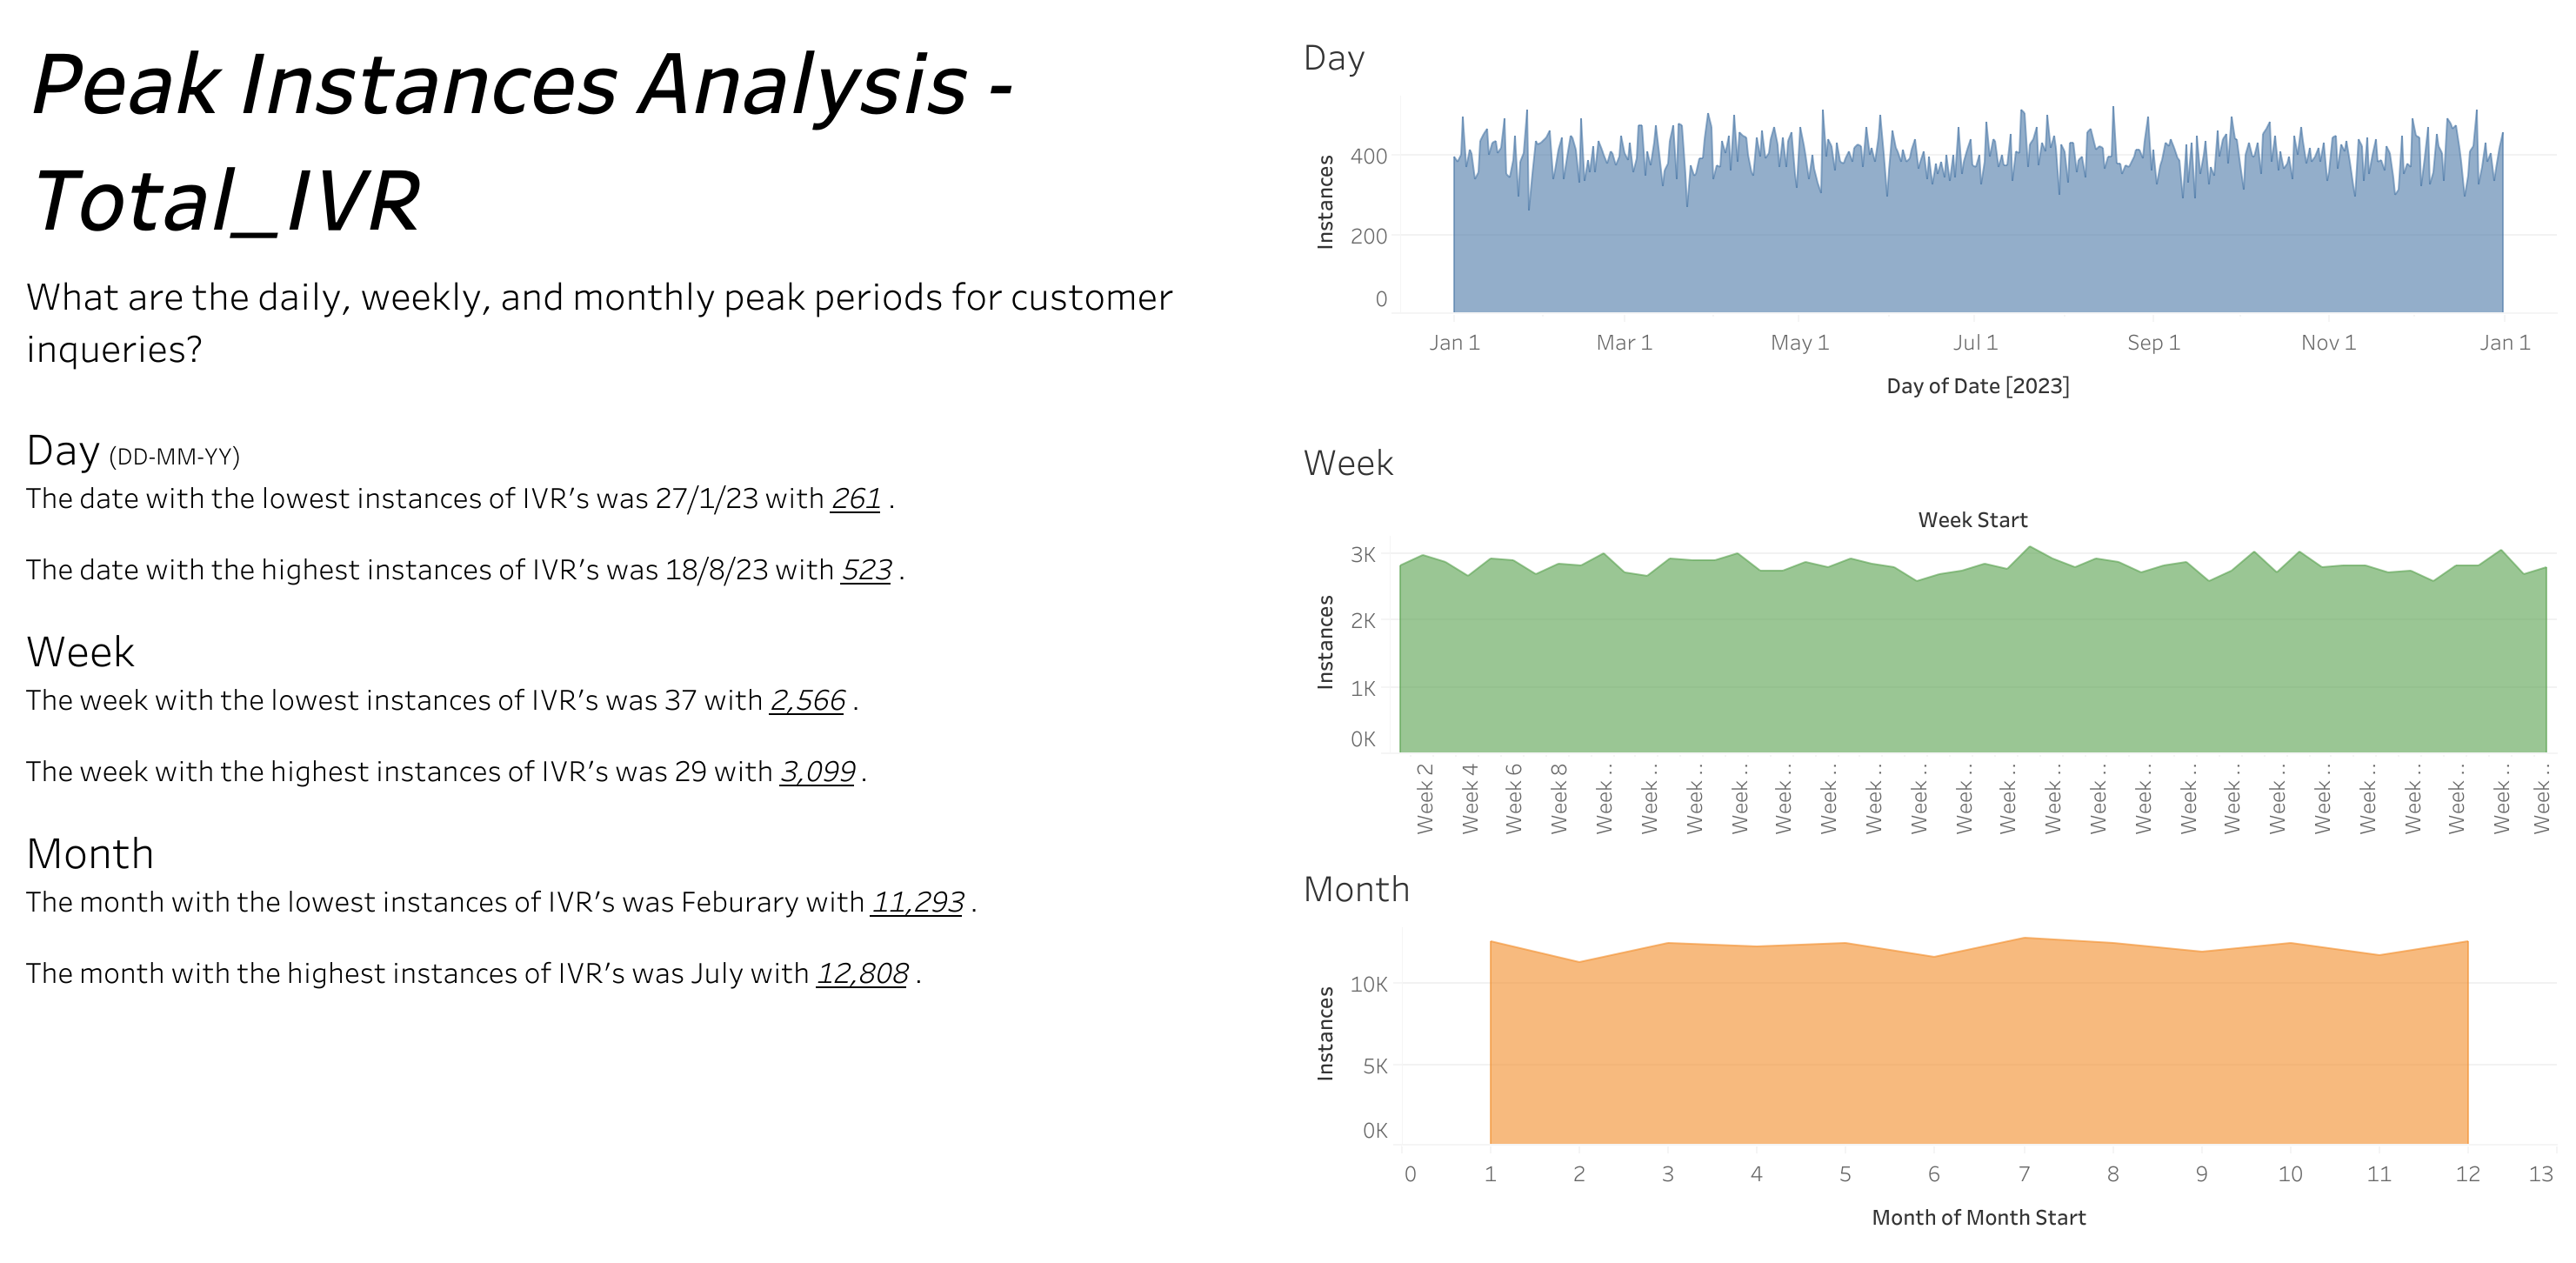 Peak Instances Analysis -
Total_IVR
What are the daily, weekly, and monthly peak periods for customer
inqueries?
Day (DD-MM-YY)
The date with the lowest instances of IVR's was 27/1/23 with 261 .
The date with the highest instances of IVR's was 18/8/23 with 523 .
Week
The week with the lowest instances of IVR's was 37 with 2,566 .
The week with the highest instances of IVR's was 29 with 3,099 .
Month
The month with the lowest instances of IVR's was Feburary with 11,293 .
The month with the highest instances of IVR's was July with 12,808 .
Day
Instances
400
200
0
Jan 1 Mar 1 May 1 Jul 1 Sep 1 Nov 1 Jan 1
Day of Date [2023]
Week
Week Start
Instances
3K
2K
1K
0K
Week 2 Week 4 Week 6 Week 8 Week .. Week .. Week .. Week .. Week .. Week .. Week .. Week .. Week .. Week .. Week .. Week .. Week .. Week .. Week .. Week .. Week .. Week .. Week .. Week .. Week .. Week ..
Month
Instances
10K
5K
0K
0 1 2 3 4 5 6 7 8 9 10 11 12 13
Month of Month Start